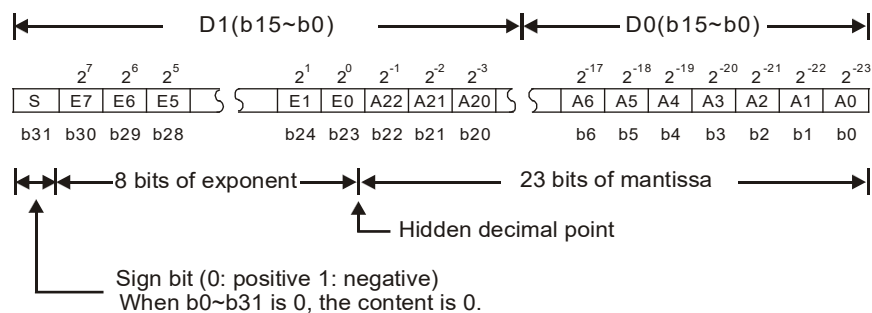 D1(b15~b0) D0(b15~b0)
2^7 2^6 2^5 2^1 2^0 2^-1 2^-2 2^-3 2^-17 2^-18 2^-19 2^-20 2^-21 2^-22 2^-23
S E7 E6 E5 E1 E0 A22 A21 A20 A6 A5 A4 A3 A2 A1 A0
b31 b30 b29 b28 b24 b23 b22 b21 b20 b6 b5 b4 b3 b2 b1 b0
8 bits of exponent 23 bits of mantissa
Hidden decimal point
Sign bit (0: positive 1: negative)
When b0~b31 is 0, the content is 0.